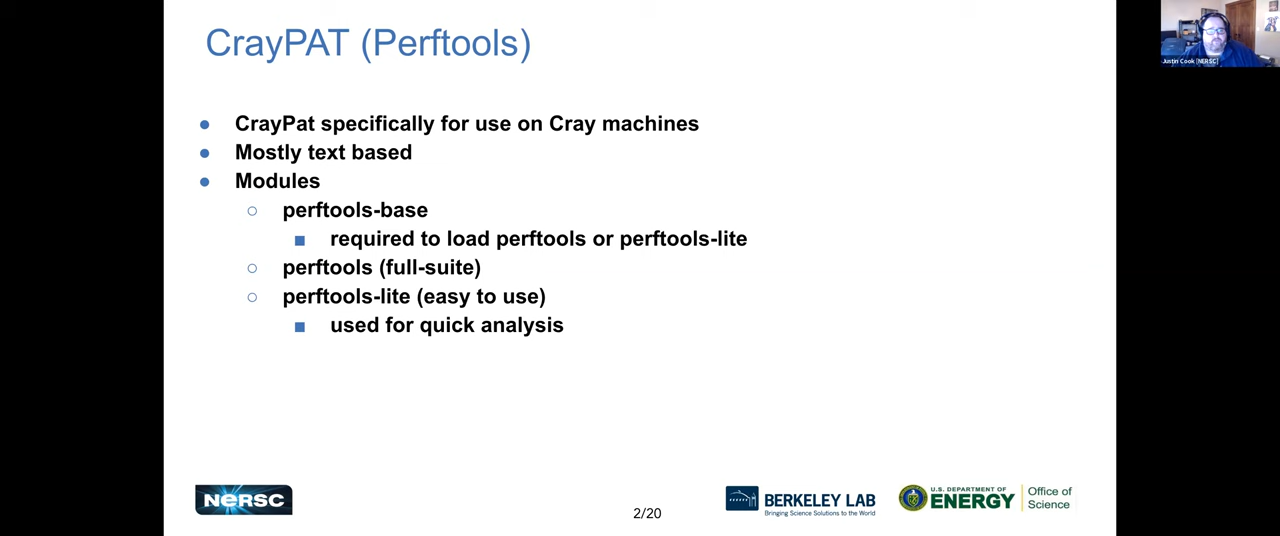 CrayPAT (Perftools)
Justin Cook [NERSC]
● CrayPat specifically for use on Cray machines
● Mostly text based
● Modules
○ perftools-base
■ required to load perftools or perftools-lite
○ perftools (full-suite)
○ perftools-lite (easy to use)
■ used for quick analysis
NERSC
2/20
BERKELEY LAB
Bringing Science Solutions to the World
U.S. DEPARTMENT OF
ENERGY
Office of
Science